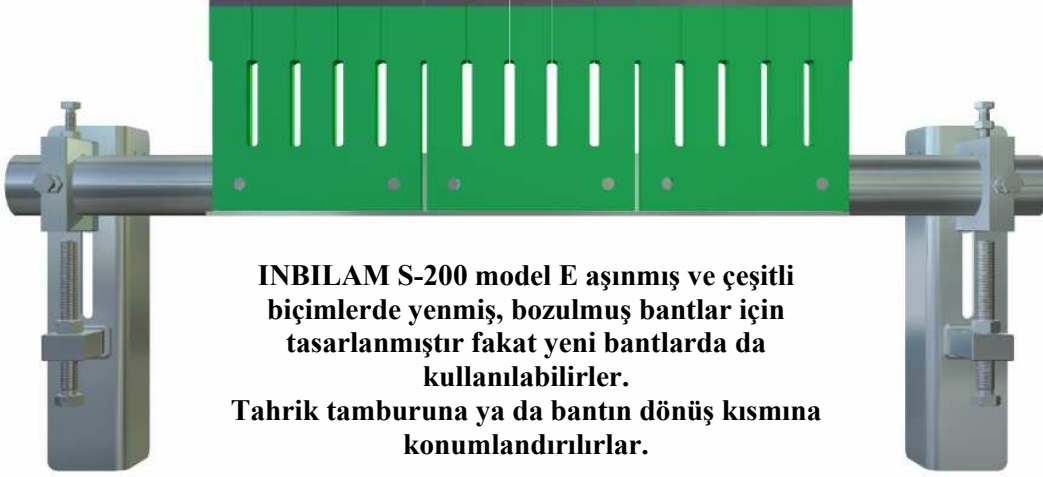 INBILAM S-200 model E aşınmış ve çeşitli
biçimlerde yenmiş, bozulmuş bantlar için
tasarlanmıştır fakat yeni bantlarda da
kullanılabilirler.
Tahrik tamburuna ya da bantın dönüş kısmına
konumlandırılırlar.